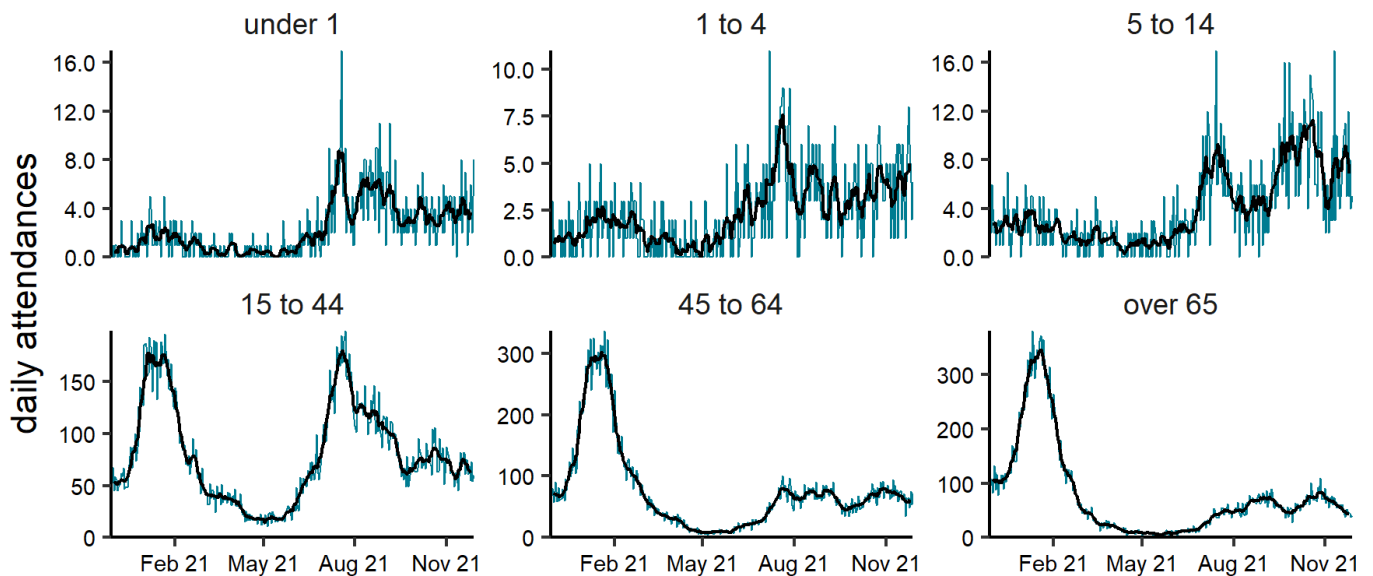 daily attendances
under 1
16.0
12.0
8.0
4.0
0.0
1 to 4
10.0
7.5
5.0
2.5
0.0
5 to 14
16.0
12.0
8.0
4.0
0.0
15 to 44
150
100
50
0
Feb 21 May 21 Aug 21 Nov 21
45 to 64
300
200
100
0
Feb 21 May 21 Aug 21 Nov 21
over 65
300
200
100
0
Feb 21 May 21 Aug 21 Nov 21